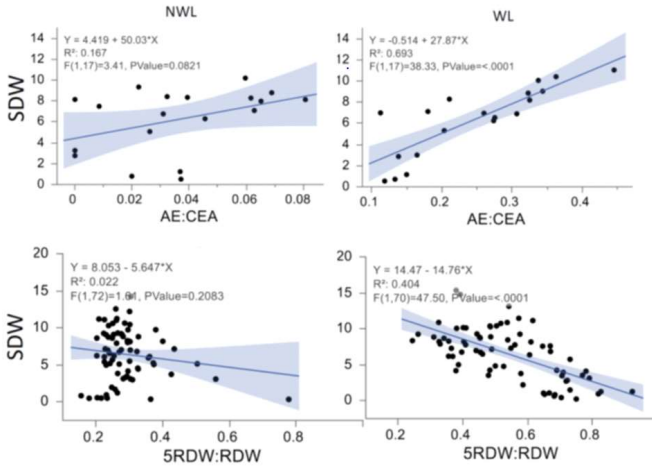 NWL
SDW
14
12
10
8
6
4
2
0
Y = 4.419 + 50.03*X
R²: 0.167
F(1,17)=3.41, PValue=0.0821
0 0.02 0.04 0.06 0.08
AE:CEA
WL
14
12
10
8
6
4
2
0
Y = -0.514 + 27.87*X
R²: 0.693
F(1,17)=38.33, PValue=<.0001
0.1 0.2 0.3 0.4
AE:CEA
SDW
20
15
10
5
0
Y = 8.053 - 5.647*X
R²: 0.022
F(1,72)=1.61, PValue=0.2083
0.2 0.4 0.6 0.8
5RDW:RDW
20
15
10
5
0
Y = 14.47 - 14.76*X
R²: 0.404
F(1,70)=47.50, PValue=<.0001
0.2 0.4 0.6 0.8
5RDW:RDW